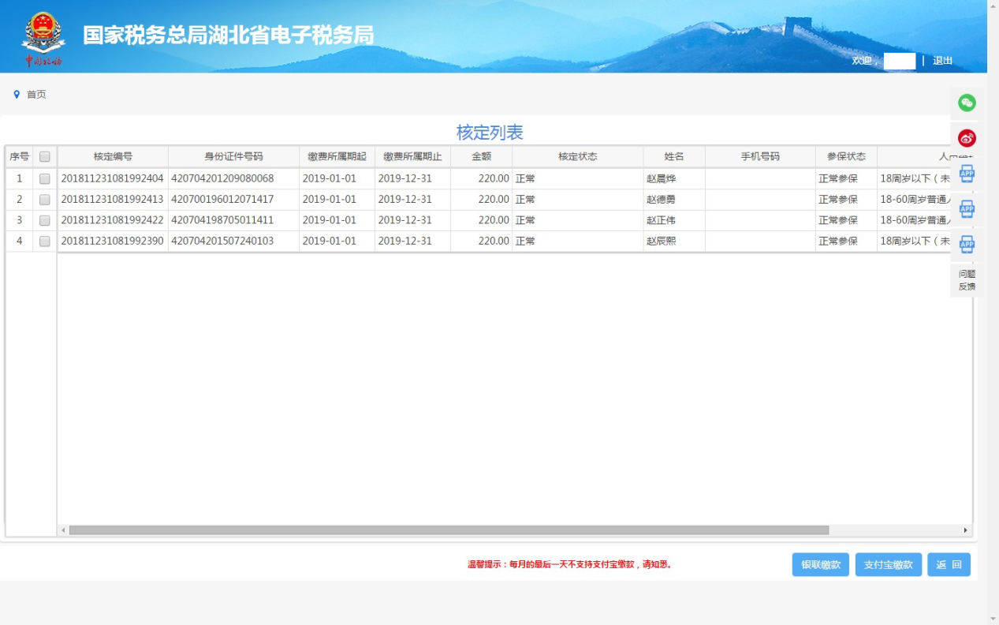 国家税务总局湖北省电子税务局
中国税务
欢迎， | 退出
首页
核定列表
序号 核定编号 身份证件号码 缴费所属期起 缴费所属期止 金额 核定状态 姓名 手机号码 参保状态
1 201811231081992404 420704201209080068 2019-01-01 2019-12-31 220.00 正常 赵晨烨 正常参保 18周岁以下（未
2 201811231081992413 420700196012071417 2019-01-01 2019-12-31 220.00 正常 赵德勇 正常参保 18-60周岁普通
3 201811231081992422 420704198705011411 2019-01-01 2019-12-31 220.00 正常 赵正伟 正常参保 18-60周岁普通
4 201811231081992390 420704201507240103 2019-01-01 2019-12-31 220.00 正常 赵辰熙 正常参保 18周岁以下（未
APP
APP
APP
问题
反馈
温馨提示：每月的最后一天不支持支付宝缴款，请知悉。
银联缴款 支付宝缴款 返 回